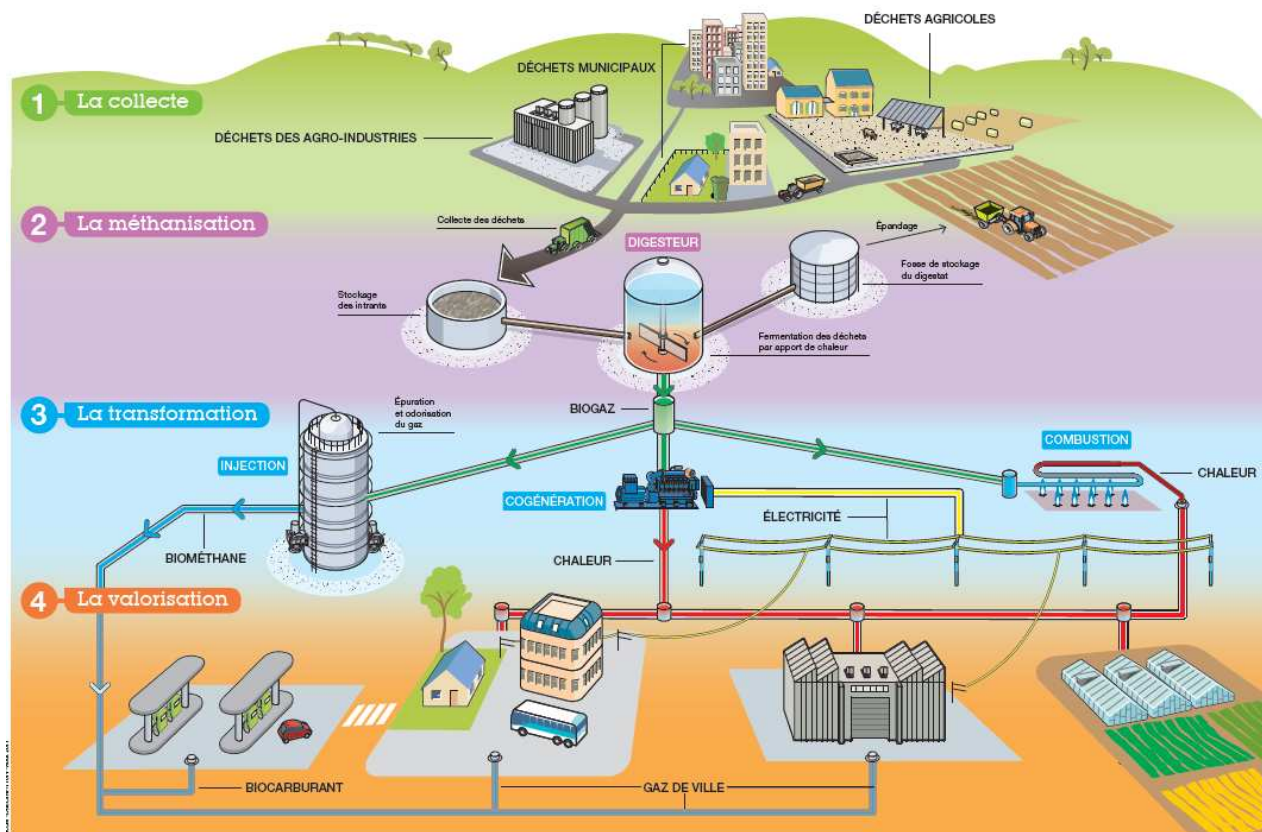 DÉCHETS AGRICOLES
DÉCHETS MUNICIPAUX
1 La collecte
DÉCHETS DES AGRO-INDUSTRIES
2 La méthanisation
Collecte des déchets
DIGESTEUR
Épandage
Fosse de stockage
du digestat
Stockage
des intrants
Fermentation des déchets
par apport de chaleur
3 La transformation
Épuration
et odorisation
du gaz
BIOGAZ
COMBUSTION
INJECTION
CHALEUR
COGÉNÉRATION
ÉLECTRICITÉ
BIOMÉTHANE
CHALEUR
4 La valorisation
BIOCARBURANT
GAZ DE VILLE